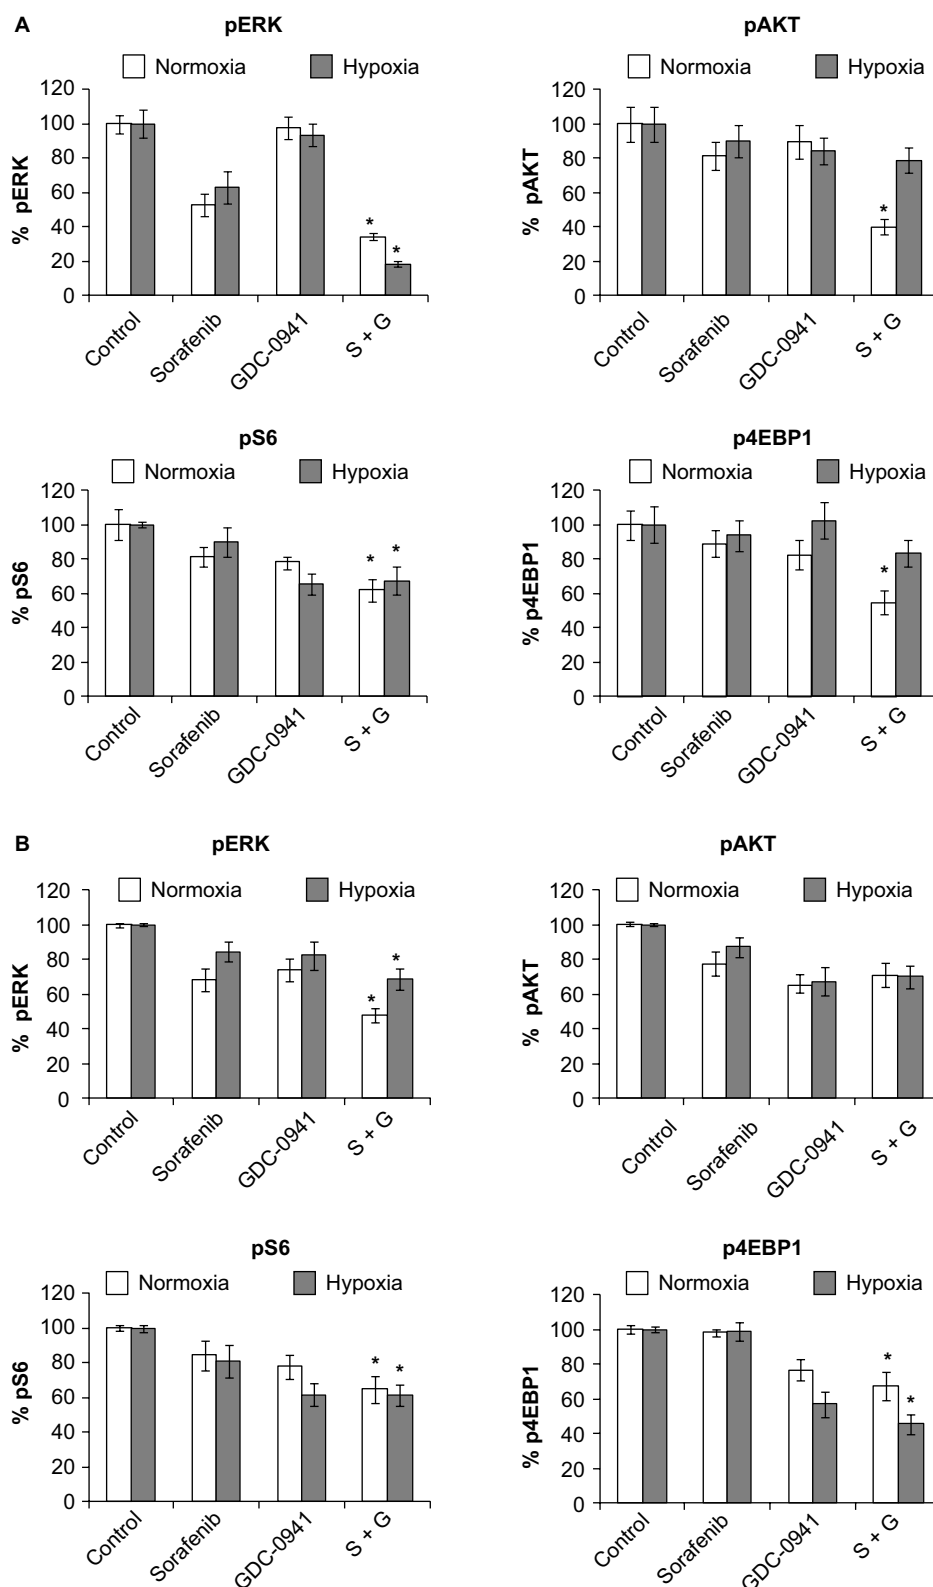 A
pERK
Normoxia Hypoxia
120
100
80
60
40
20
0
% pERK
* *
Control Sorafenib GDC-0941 S + G
pAKT
Normoxia Hypoxia
120
100
80
60
40
20
0
% pAKT
*
Control Sorafenib GDC-0941 S + G
pS6
Normoxia Hypoxia
120
100
80
60
40
20
0
% pS6
* *
Control Sorafenib GDC-0941 S + G
p4EBP1
Normoxia Hypoxia
120
100
80
60
40
20
0
% p4EBP1
*
Control Sorafenib GDC-0941 S + G
B
pERK
Normoxia Hypoxia
120
100
80
60
40
20
0
% pERK
* *
Control Sorafenib GDC-0941 S + G
pAKT
Normoxia Hypoxia
120
100
80
60
40
20
0
% pAKT
Control Sorafenib GDC-0941 S + G
pS6
Normoxia Hypoxia
120
100
80
60
40
20
0
% pS6
* *
Control Sorafenib GDC-0941 S + G
p4EBP1
Normoxia Hypoxia
120
100
80
60
40
20
0
% p4EBP1
* *
Control Sorafenib GDC-0941 S + G